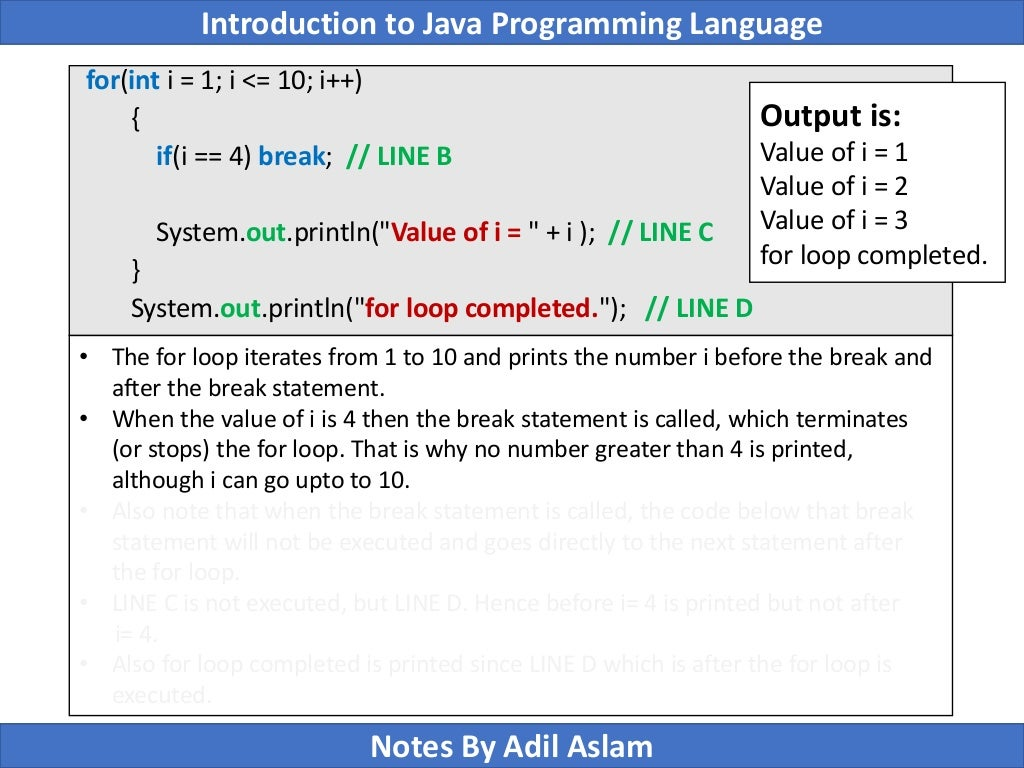 Introduction to Java Programming Language
for(int i = 1; i <= 10; i++)
{
if(i == 4) break; // LINE B
System.out.println("Value of i = " + i ); // LINE C
}
System.out.println("for loop completed."); // LINE D
Output is:
Value of i = 1
Value of i = 2
Value of i = 3
for loop completed.
• The for loop iterates from 1 to 10 and prints the number i before the break and
after the break statement.
• When the value of i is 4 then the break statement is called, which terminates
(or stops) the for loop. That is why no number greater than 4 is printed,
although i can go upto to 10.
• Also note that when the break statement is called, the code below that break
statement will not be executed and goes directly to the next statement after
the for loop.
• LINE C is not executed, but LINE D. Hence before i= 4 is printed but not after
i= 4.
• Also for loop completed is printed since LINE D which is after the for loop is
executed.
Notes By Adil Aslam